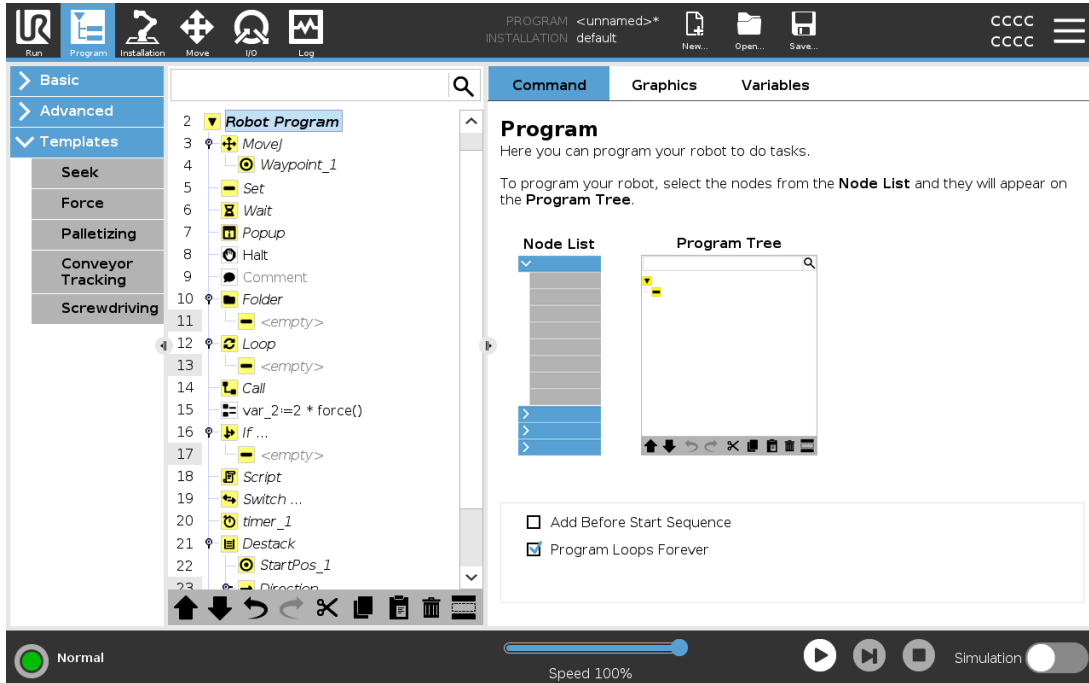 PROGRAM <unnamed>*
INSTALLATION default
CCCC
CCCC
Run
Program
Installation
Move
I/O
Log
New...
Open...
Save...
Basic
Advanced
Templates
Seek
Force
Palletizing
Conveyor
Tracking
Screwdriving
2 Robot Program
3 MoveJ
4 Waypoint_1
5 Set
6 Wait
7 Popup
8 Halt
9 Comment
10 Folder
11 <empty>
12 Loop
13 <empty>
14 Call
15 var_2:=2 * force()
16 If ...
17 <empty>
18 Script
19 Switch ...
20 timer_1
21 Destack
22 StartPos_1
23 Direction
Command Graphics Variables
Program
Here you can program your robot to do tasks.
To program your robot, select the nodes from the Node List and they will appear on
the Program Tree.
Node List
Program Tree
Add Before Start Sequence
Program Loops Forever
Normal
Speed 100%
Simulation